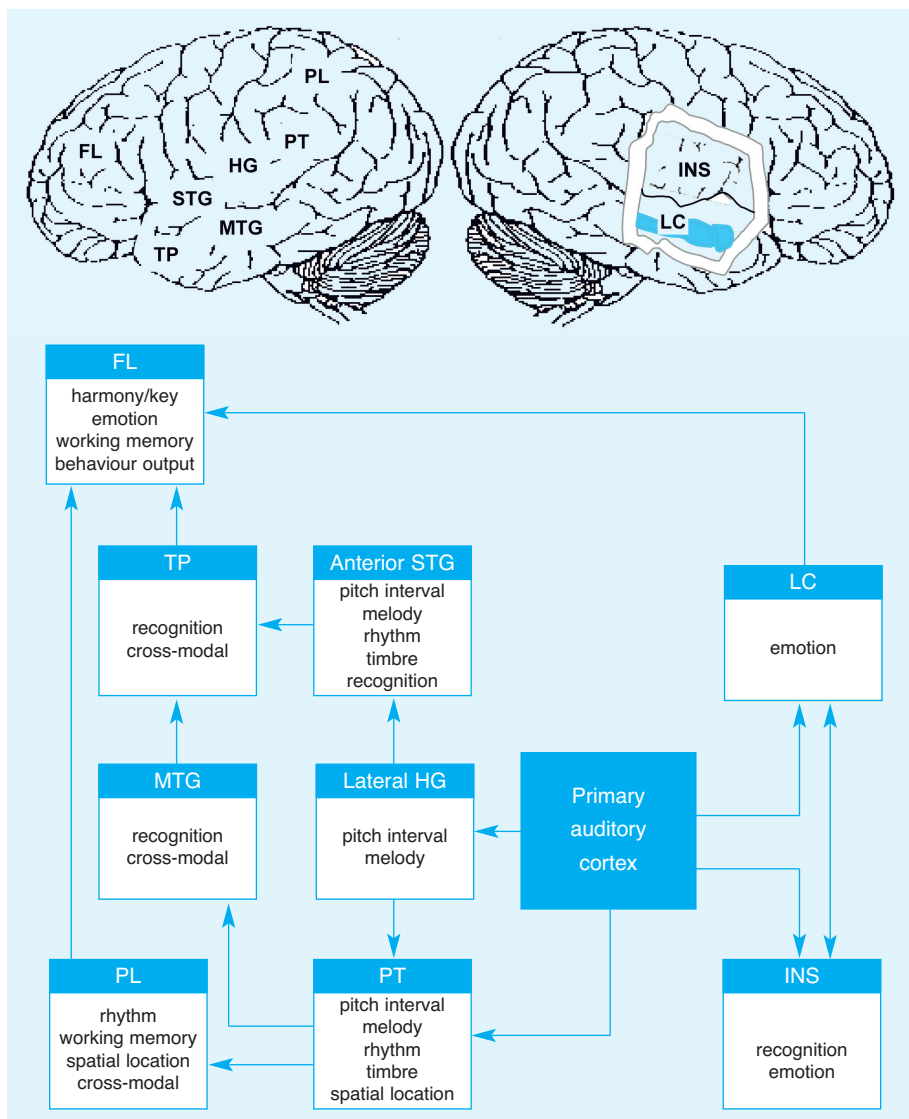 PL
FL
PT
HG
STG
MTG
TP
INS
LC
FL
harmony/key
emotion
working memory
behaviour output
TP
recognition
cross-modal
Anterior STG
pitch interval
melody
rhythm
timbre
recognition
LC
emotion
MTG
recognition
cross-modal
Lateral HG
pitch interval
melody
Primary
auditory
cortex
PL
rhythm
working memory
spatial location
cross-modal
PT
pitch interval
melody
rhythm
timbre
spatial location
INS
recognition
emotion